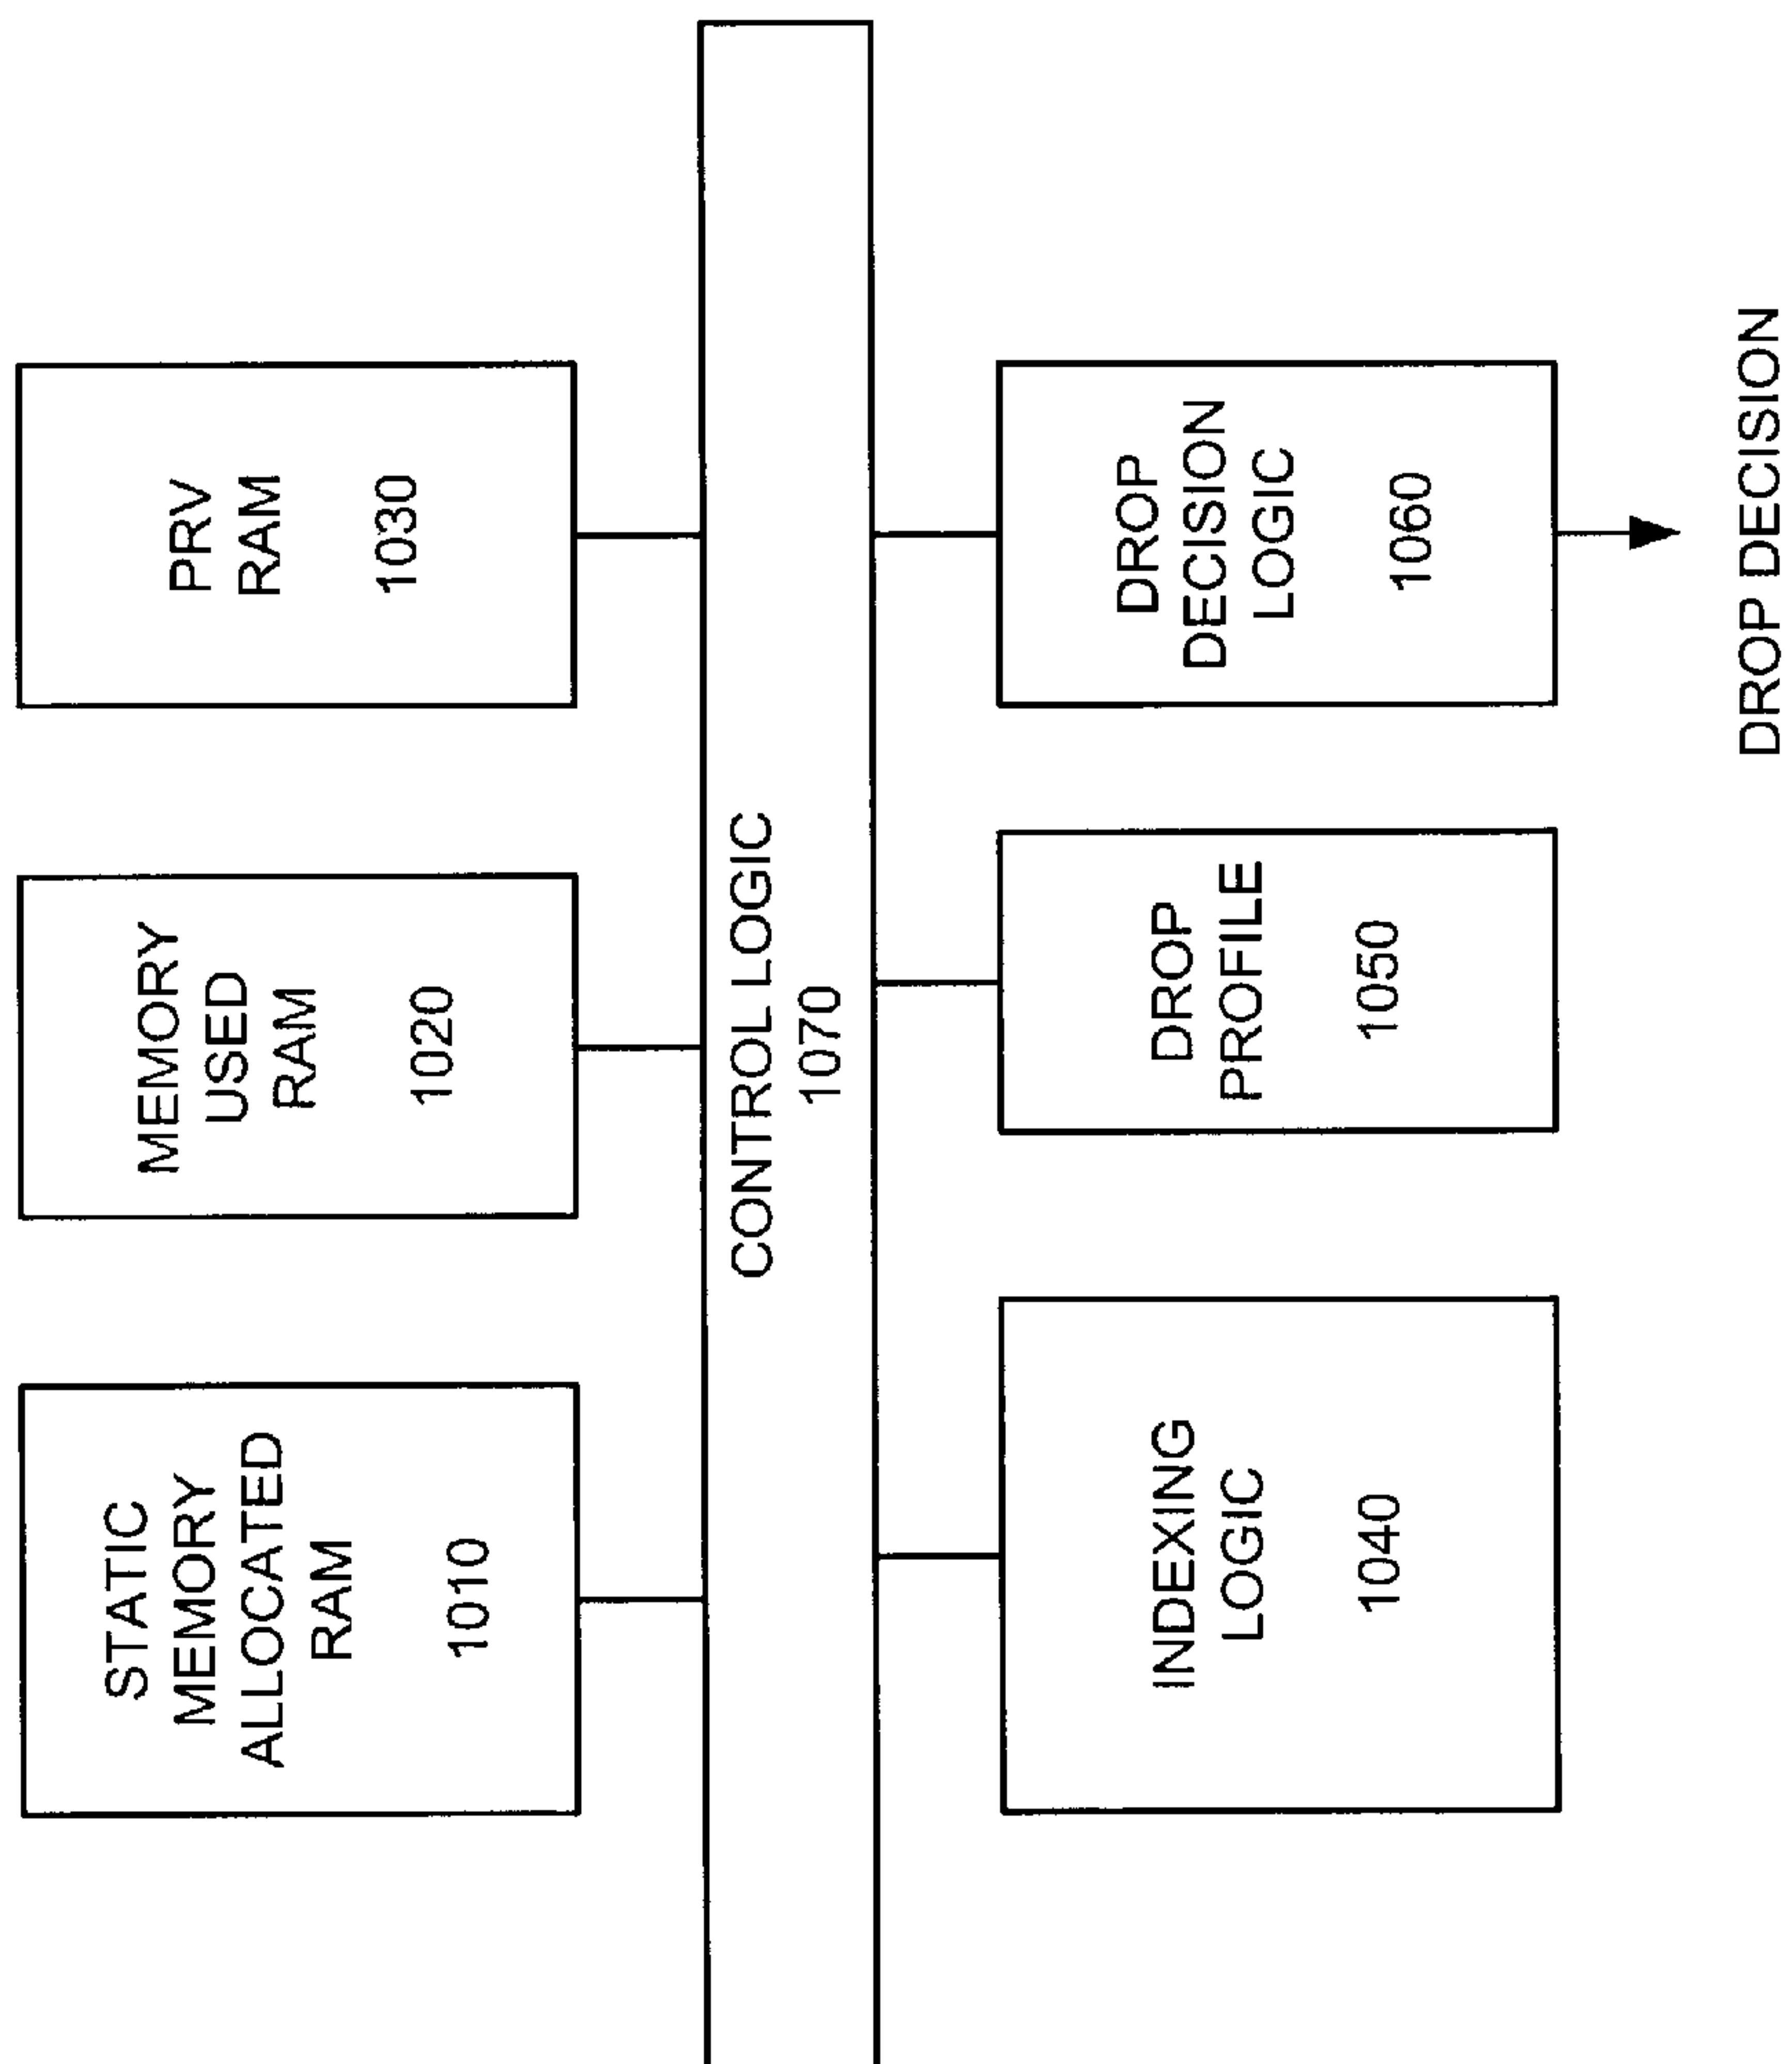 STATIC
MEMORY
ALLOCATED
RAM
1010
MEMORY
USED
RAM
1020
PRV
RAM
1030
CONTROL LOGIC
1070
INDEXING
LOGIC
1040
DROP
PROFILE
1050
DROP
DECISION
LOGIC
1060
DROP DECISION